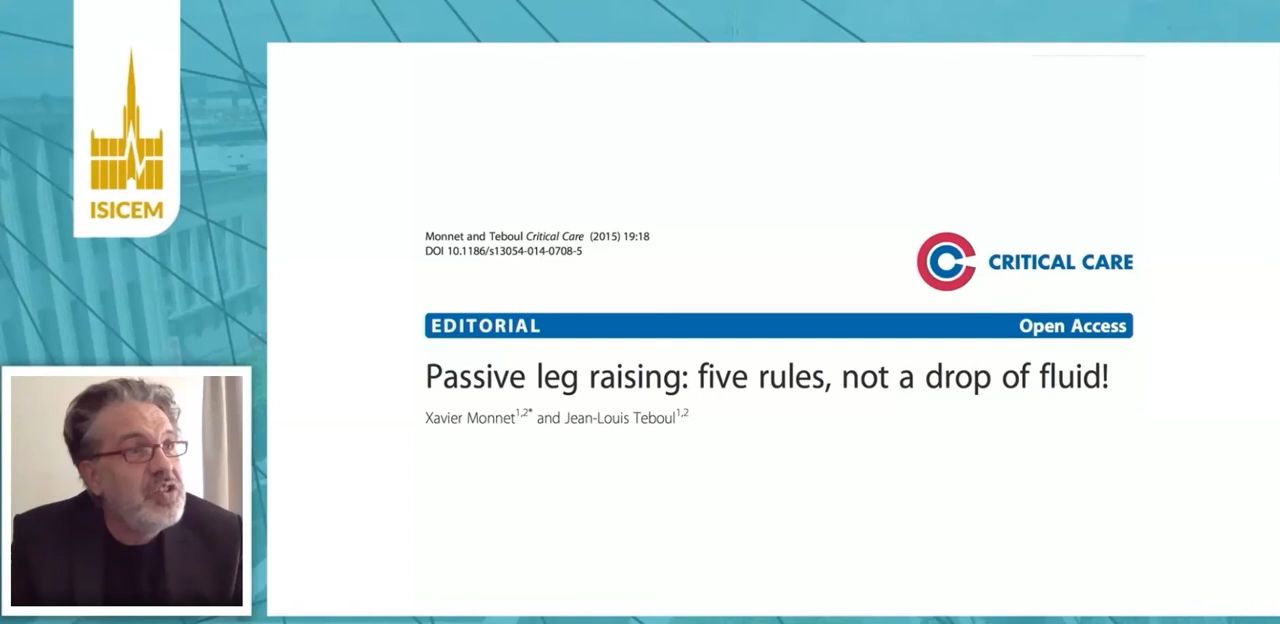 ISICEM
Monnet and Teboul Critical Care (2015) 19:18
DOI 10.1186/s13054-014-0708-5
CRITICAL CARE
EDITORIAL Open Access
Passive leg raising: five rules, not a drop of fluid!
Xavier Monnet1,2* and Jean-Louis Teboul1,2